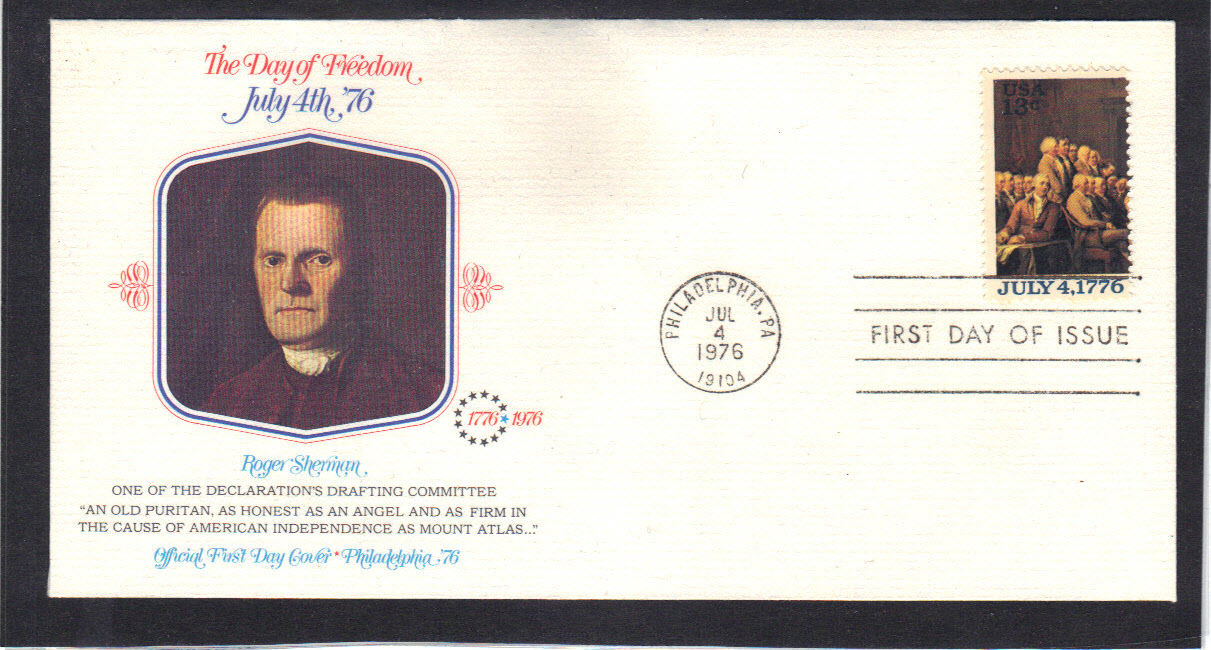 The Day of Freedom
July 4th, '76
1776 ★ 1976
Roger Sherman
ONE OF THE DECLARATION'S DRAFTING COMMITTEE
"AN OLD PURITAN, AS HONEST AS AN ANGEL AND AS FIRM IN
THE CAUSE OF AMERICAN INDEPENDENCE AS MOUNT ATLAS..."
Official First Day Cover * Philadelphia '76
PHILADELPHIA, PA
JUL
4
1976
19104
USA
13c
JULY 4, 1776
FIRST DAY OF ISSUE